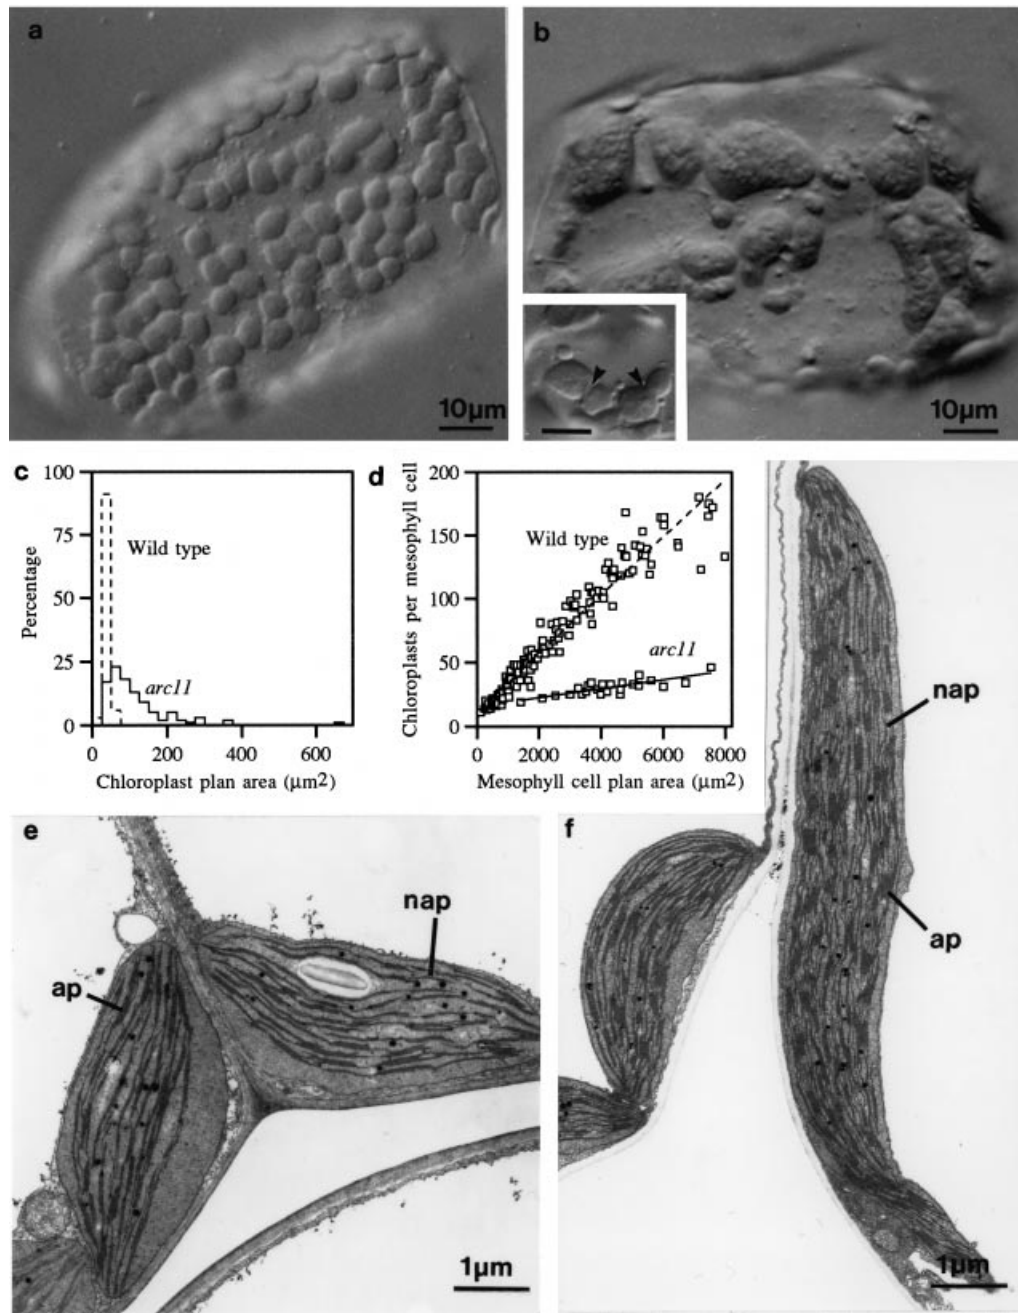 a
10µm
b
10µm
c
100
75
50
25
0
Percentage
Wild type
arc11
0 200 400 600
Chloroplast plan area (µm2)
d
200
150
100
50
0
Chloroplasts per mesophyll cell
Wild type
arc11
0 2000 4000 6000 8000
Mesophyll cell plan area (µm2)
e
nap
ap
1µm
f
nap
ap
1µm